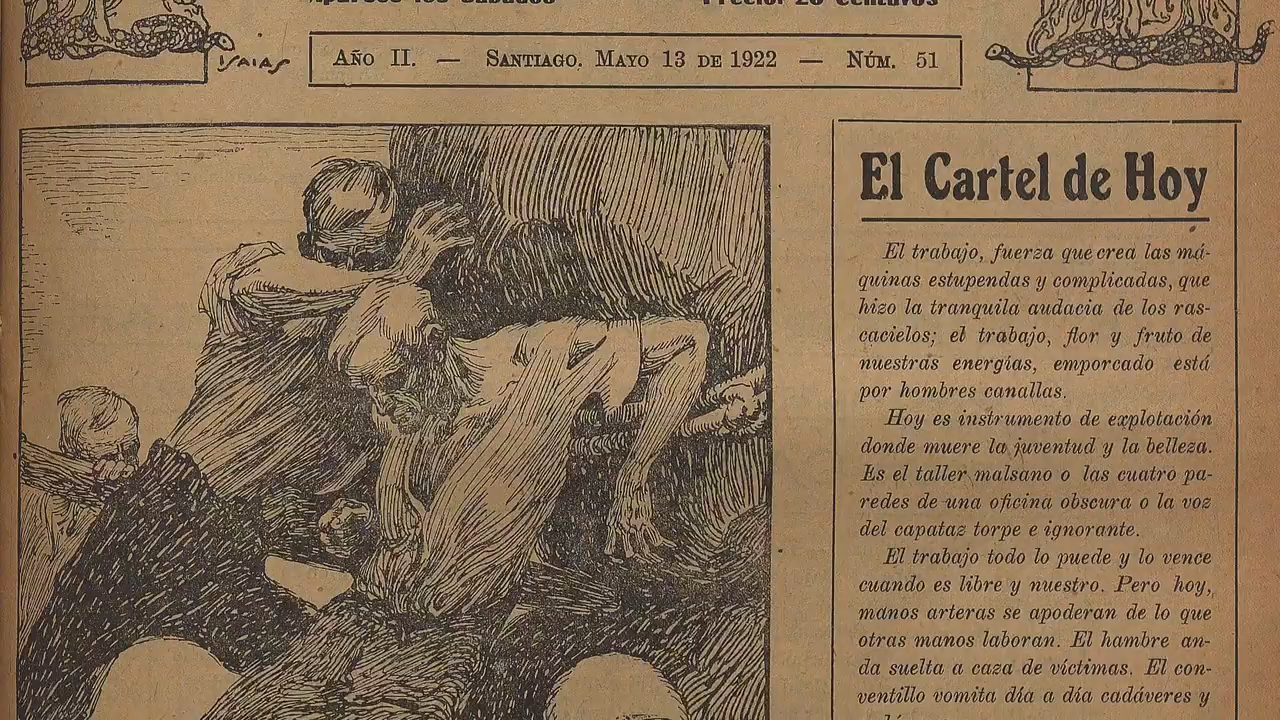 Aparece los Sábados Precio: 20 Centavos
ISAIAS
AÑO II. — SANTIAGO. MAYO 13 DE 1922 — NÚM. 51
El Cartel de Hoy
El trabajo, fuerza que crea las má-
quinas estupendas y complicadas, que
hizo la tranquila audacia de los ras-
cacielos; el trabajo, flor y fruto de
nuestras energías, emporcado está
por hombres canallas.
Hoy es instrumento de explotación
donde muere la juventud y la belleza.
Es el taller malsano o las cuatro pa-
redes de una oficina obscura o la voz
del capataz torpe e ignorante.
El trabajo todo lo puede y lo vence
cuando es libre y nuestro. Pero hoy,
manos arteras se apoderan de lo que
otras manos laboran. El hambre an-
da suelta a caza de víctimas. El con-
ventillo vomita día a día cadáveres y